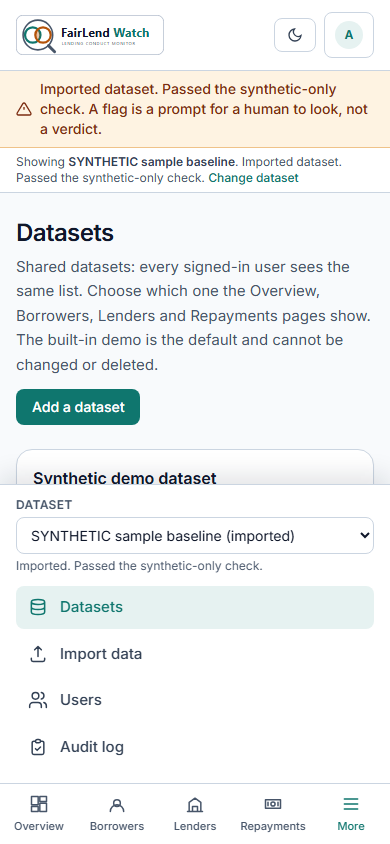 FairLend Watch
LENDING CONDUCT MONITOR
A
Imported dataset. Passed the synthetic-only
check. A flag is a prompt for a human to look, not
a verdict.
Showing SYNTHETIC sample baseline. Imported dataset.
Passed the synthetic-only check. Change dataset
Datasets
Shared datasets: every signed-in user sees the
same list. Choose which one the Overview,
Borrowers, Lenders and Repayments pages show.
The built-in demo is the default and cannot be
changed or deleted.
Add a dataset
Synthetic demo dataset
DATASET
SYNTHETIC sample baseline (imported)
Imported. Passed the synthetic-only check.
Datasets
Import data
Users
Audit log
Overview Borrowers Lenders Repayments More